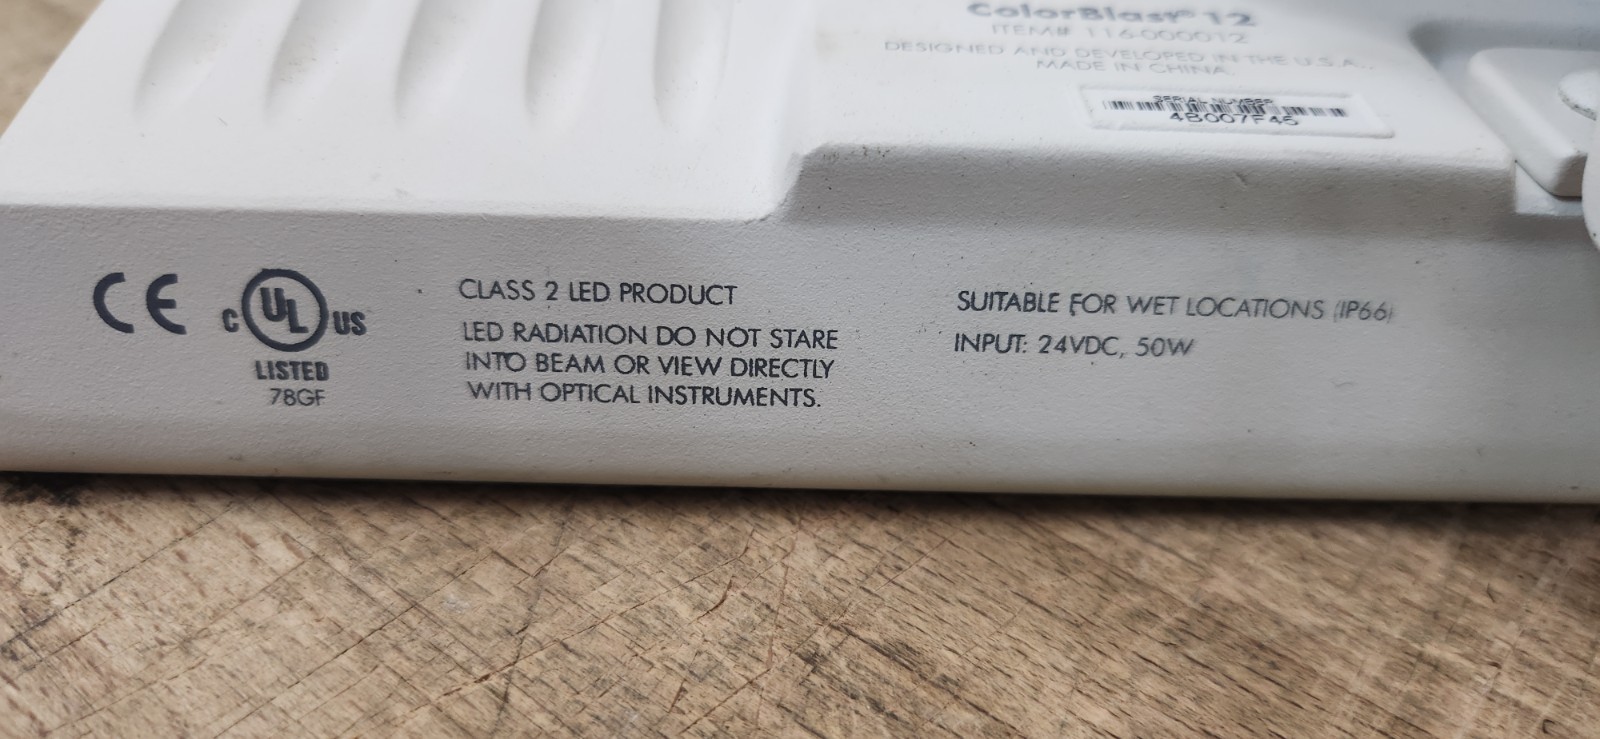 ColorBlast® 12
ITEM# 116-000012
DESIGNED AND DEVELOPED IN THE U.S.A..
MADE IN CHINA.
SERIAL NUMBER
48007F45
CE
C UL US
LISTED
78GF
CLASS 2 LED PRODUCT
LED RADIATION DO NOT STARE
INTO BEAM OR VIEW DIRECTLY
WITH OPTICAL INSTRUMENTS.
SUITABLE FOR WET LOCATIONS (IP66)
INPUT: 24VDC, 50W